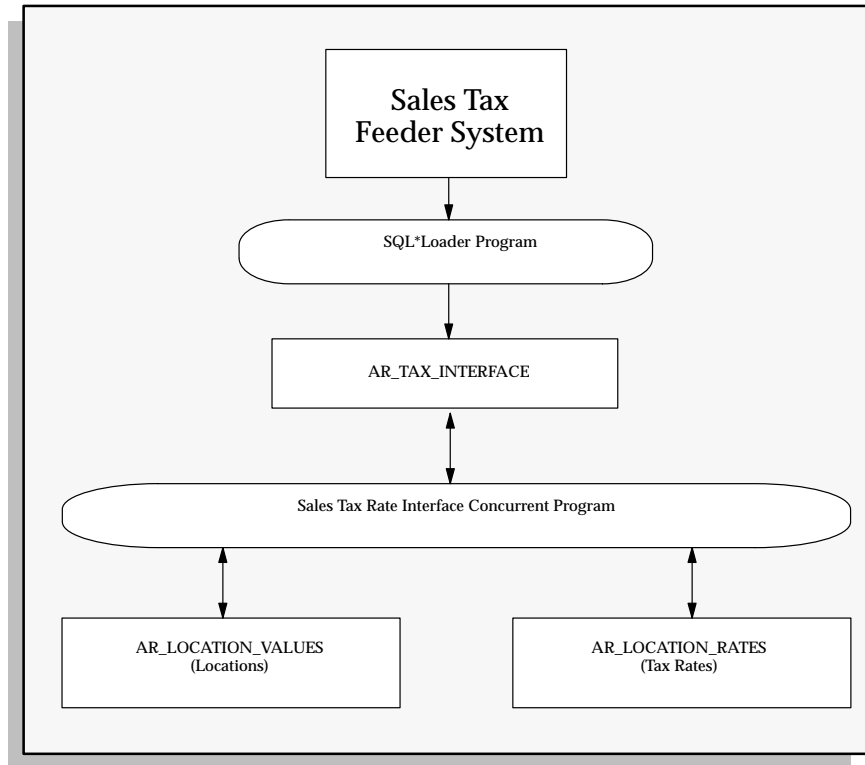 Sales Tax
Feeder System
SQL*Loader Program
AR_TAX_INTERFACE
Sales Tax Rate Interface Concurrent Program
AR_LOCATION_VALUES
(Locations)
AR_LOCATION_RATES
(Tax Rates)